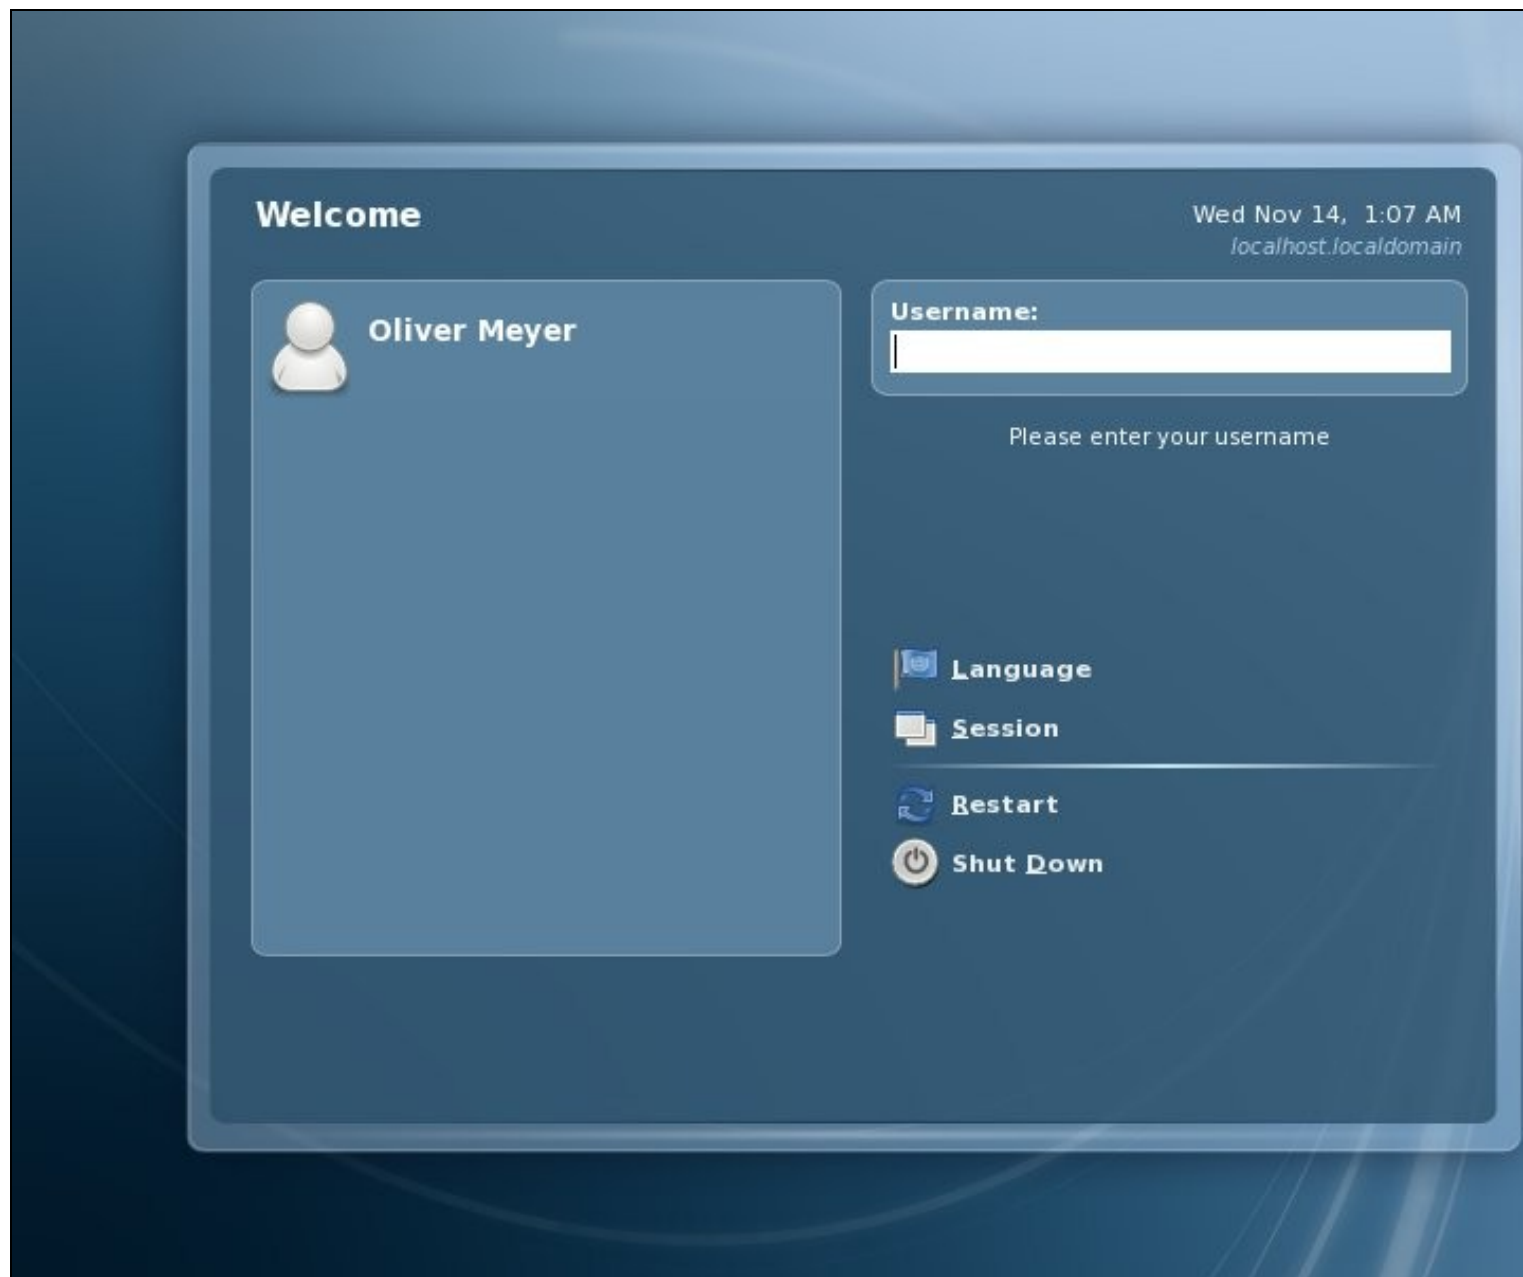 Welcome
Wed Nov 14,  1:07 AM
localhost.localdomain
Oliver Meyer
Username:
Please enter your username
Language
Session
Restart
Shut Down